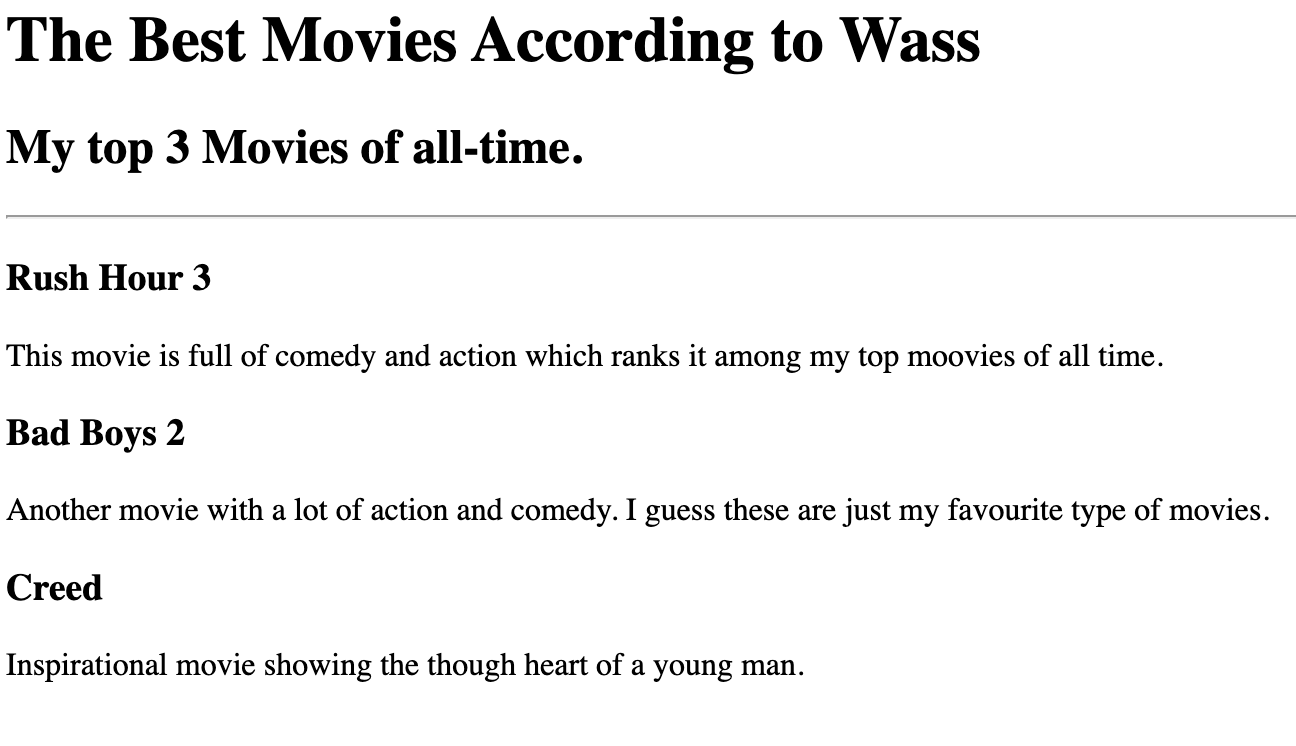 The Best Movies According to Wass
My top 3 Movies of all-time.
Rush Hour 3
This movie is full of comedy and action which ranks it among my top moovies of all time.
Bad Boys 2
Another movie with a lot of action and comedy. I guess these are just my favourite type of movies.
Creed
Inspirational movie showing the though heart of a young man.